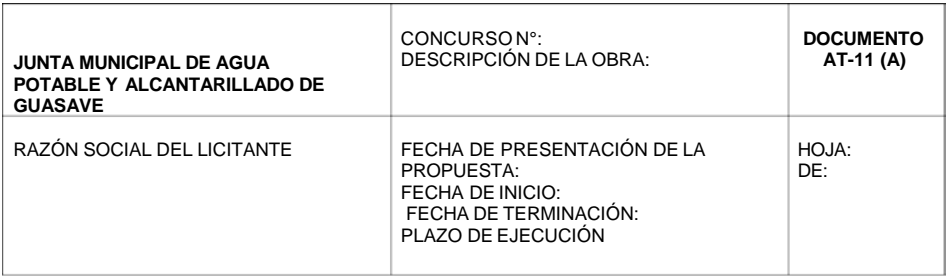 JUNTA MUNICIPAL DE AGUA
POTABLE Y ALCANTARILLADO DE
GUASAVE
CONCURSO N°:
DESCRIPCIÓN DE LA OBRA:
DOCUMENTO
AT-11 (A)
RAZÓN SOCIAL DEL LICITANTE
FECHA DE PRESENTACIÓN DE LA
PROPUESTA:
FECHA DE INICIO:
FECHA DE TERMINACIÓN:
PLAZO DE EJECUCIÓN
HOJA:
DE: